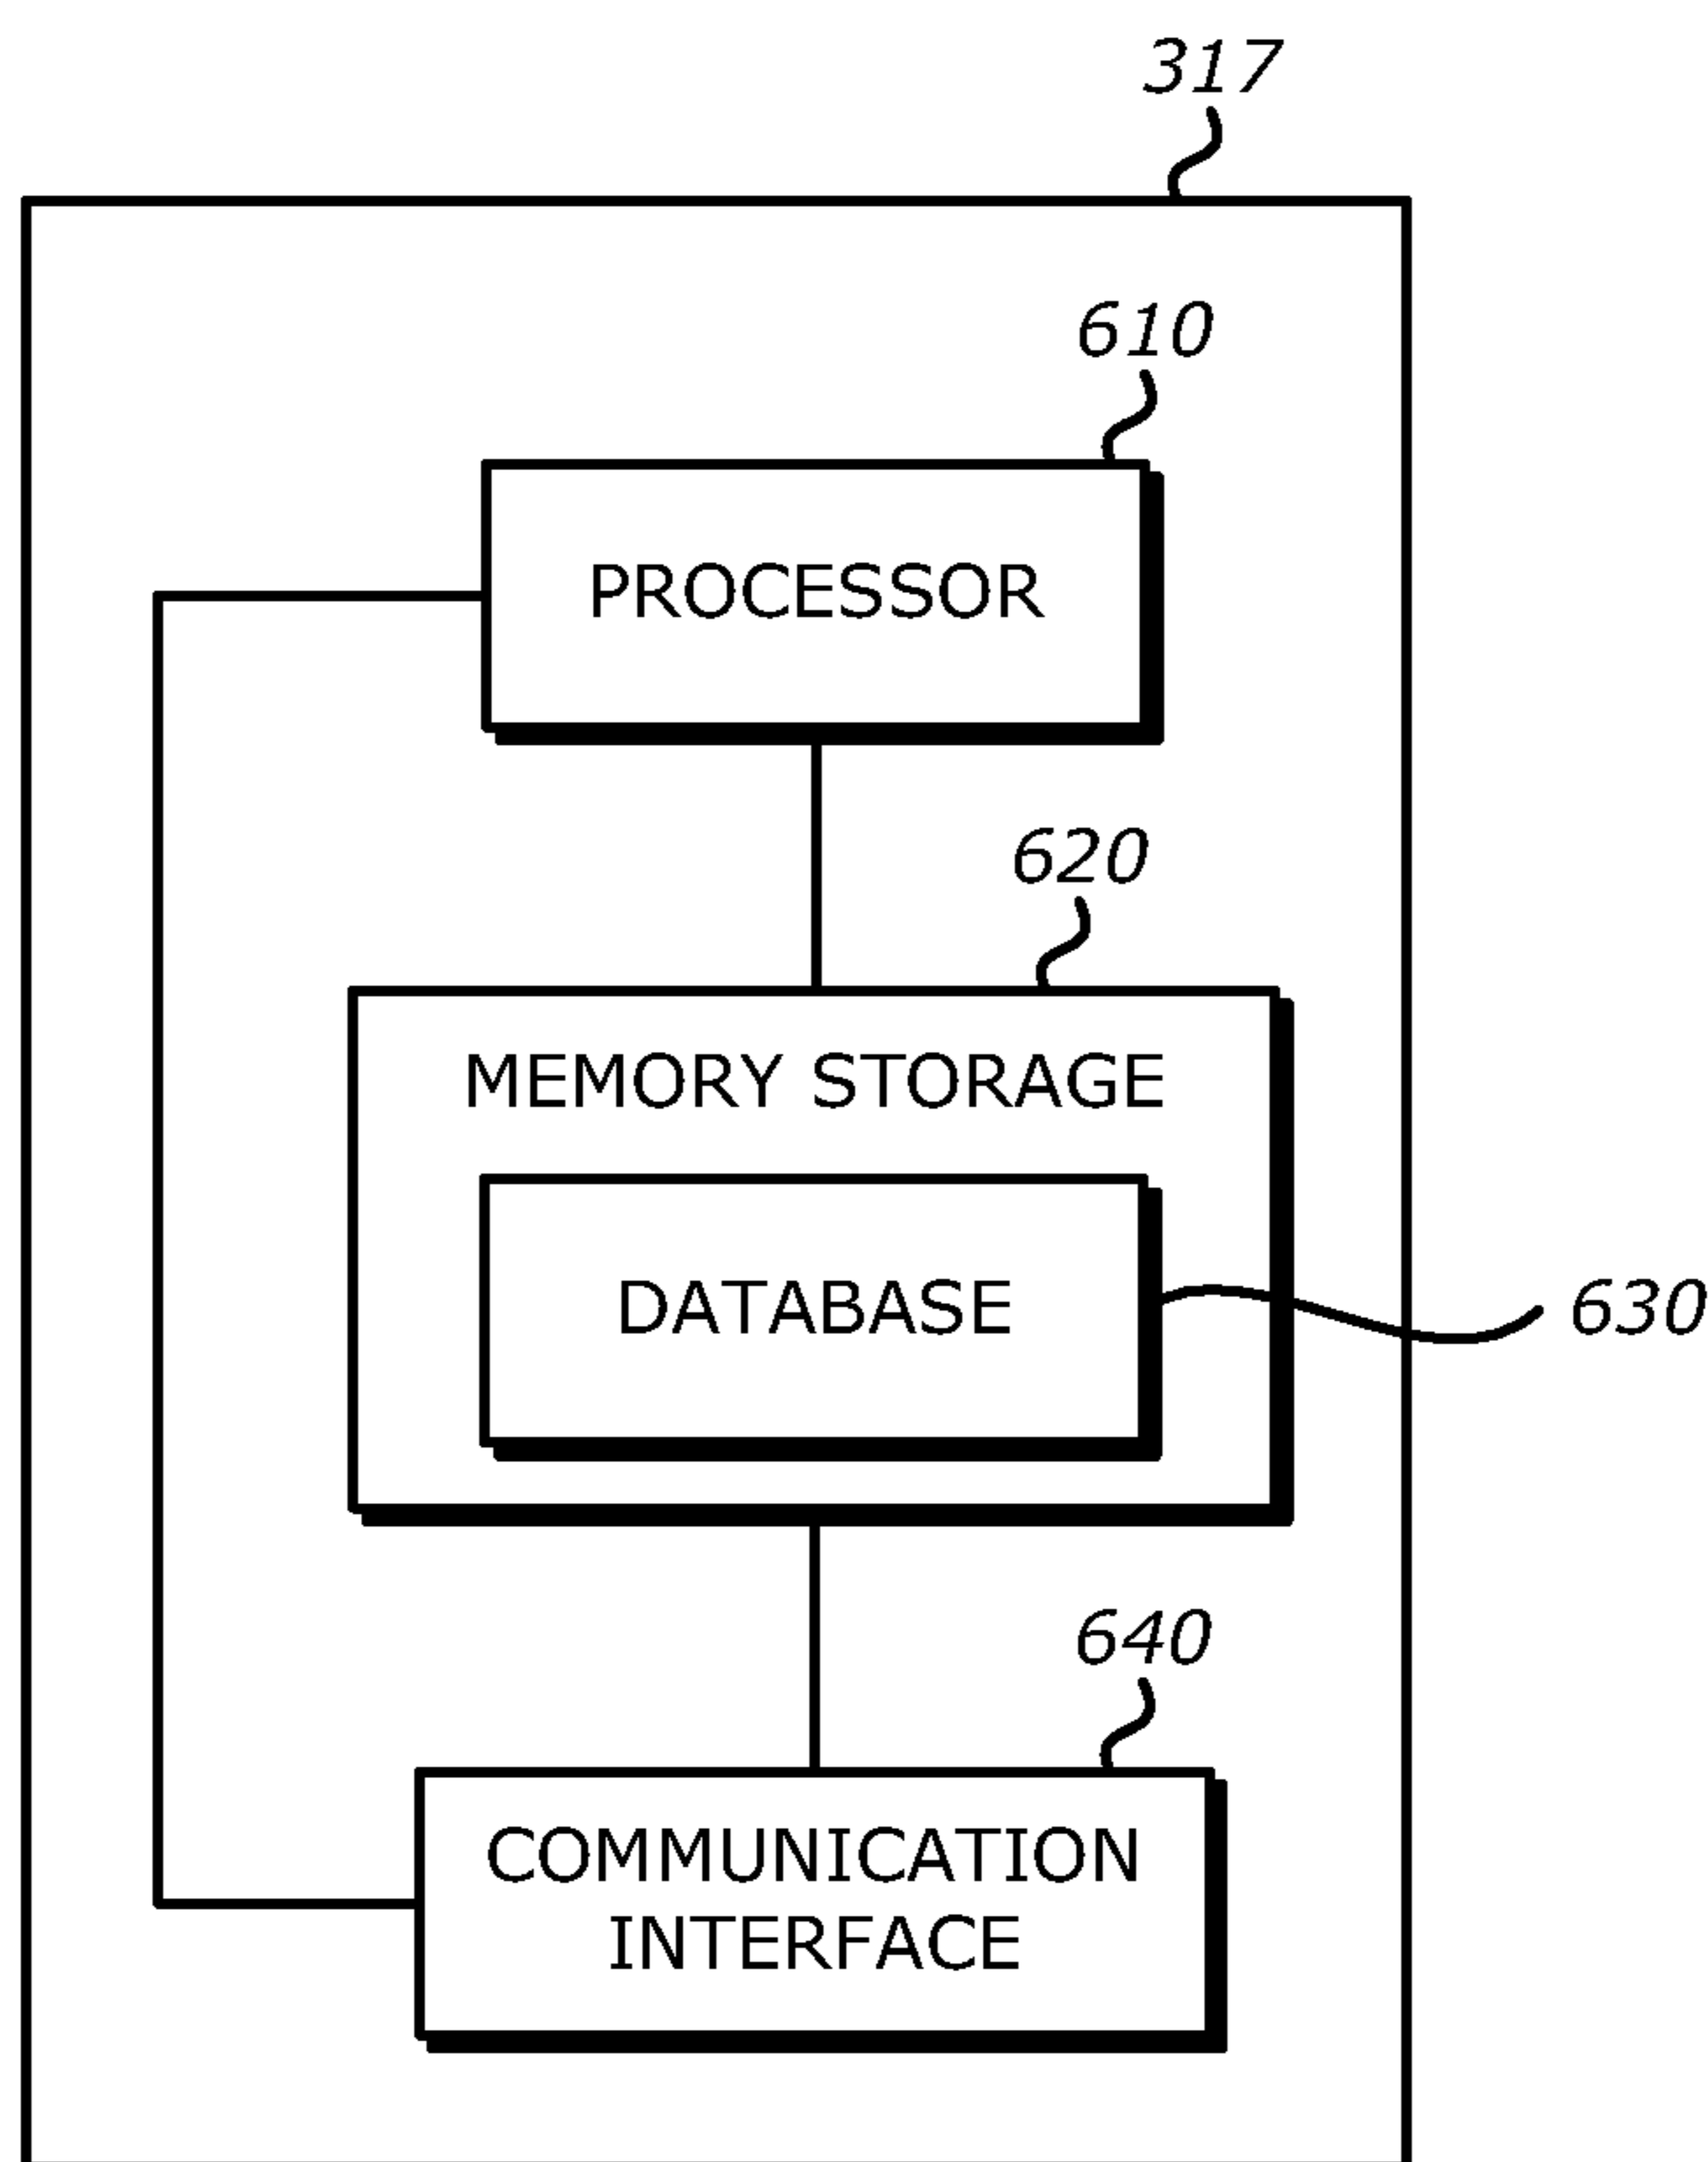 317
610
PROCESSOR
620
MEMORY STORAGE
DATABASE
630
640
COMMUNICATION
INTERFACE